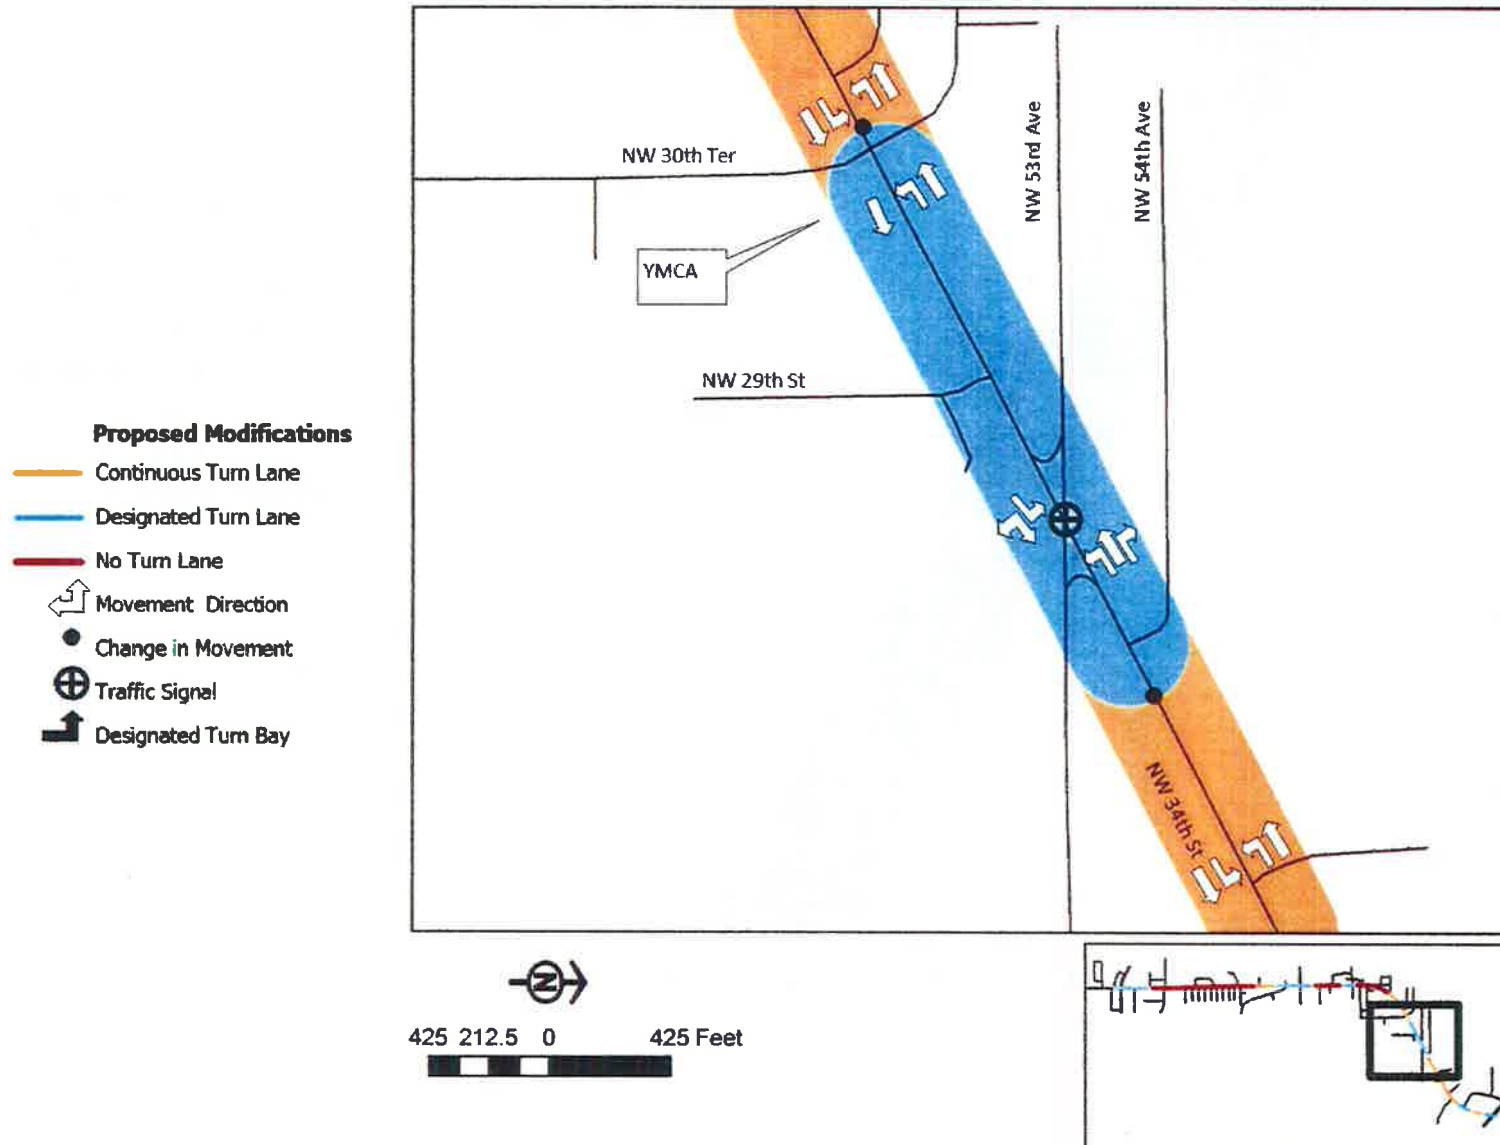 NW 30th Ter
NW 53rd Ave
NW 54th Ave
YMCA
NW 29th St
Proposed Modifications
Continuous Turn Lane
Designated Turn Lane
No Turn Lane
Movement Direction
Change in Movement
Traffic Signal
Designated Turn Bay
NW 34th St
N
425 212.5 0 425 Feet